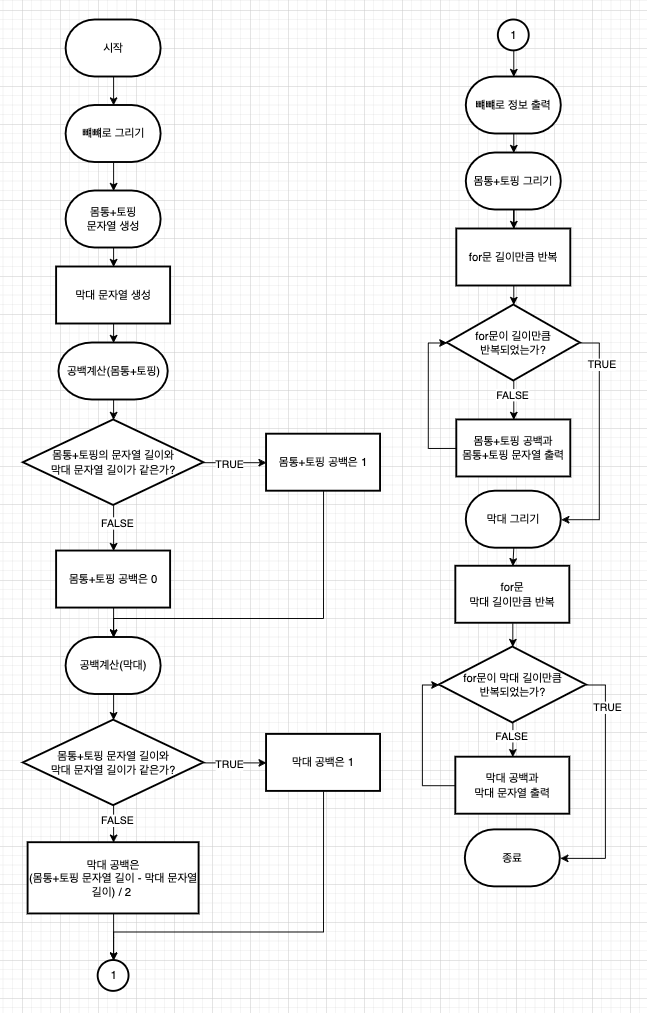 시작
빼빼로 그리기
몸통+토핑
문자열 생성
막대 문자열 생성
공백계산(몸통+토핑)
몸통+토핑의 문자열 길이와
막대 문자열 길이가 같은가?
TRUE
몸통+토핑 공백은 1
FALSE
몸통+토핑 공백은 0
공백계산(막대)
몸통+토핑 문자열 길이와
막대 문자열 길이가 같은가?
TRUE
막대 공백은 1
FALSE
막대 공백은
(몸통+토핑 문자열 길이 - 막대 문자열
길이) / 2
1
1
빼빼로 정보 출력
몸통+토핑 그리기
for문 길이만큼 반복
for문이 길이만큼
반복되었는가?
TRUE
FALSE
몸통+토핑 공백과
몸통+토핑 문자열 출력
막대 그리기
for문
막대 길이만큼 반복
for문이 막대 길이만큼
반복되었는가?
TRUE
FALSE
막대 공백과
막대 문자열 출력
종료